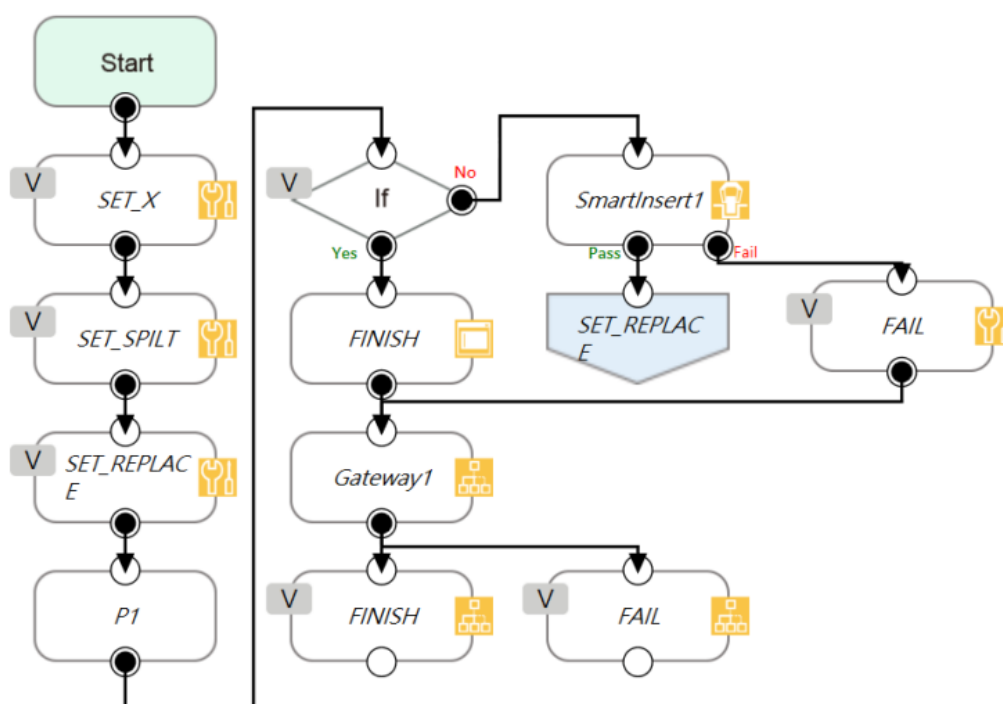 Start
V
SET_X
V
SET_SPILT
V
SET_REPLAC
E
P1
V
If
No
Yes
SmartInsert1
Pass
Fail
FINISH
SET_REPLAC
E
V
FAIL
Gateway1
V
FINISH
V
FAIL